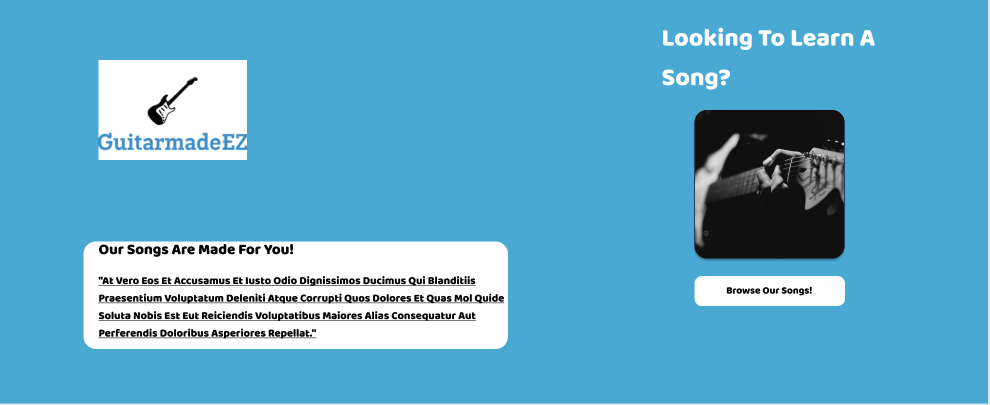 Looking To Learn A
Song?
GuitarmadeEZ
Our Songs Are Made For You!
"At Vero Eos Et Accusamus Et Iusto Odio Dignissimos Ducimus Qui Blanditiis
Praesentium Voluptatum Deleniti Atque Corrupti Quos Dolores Et Quas Mol Quide
Soluta Nobis Est Eut Reiciendis Voluptatibus Maiores Alias Consequatur Aut
Perferendis Doloribus Asperiores Repellat."
Browse Our Songs!